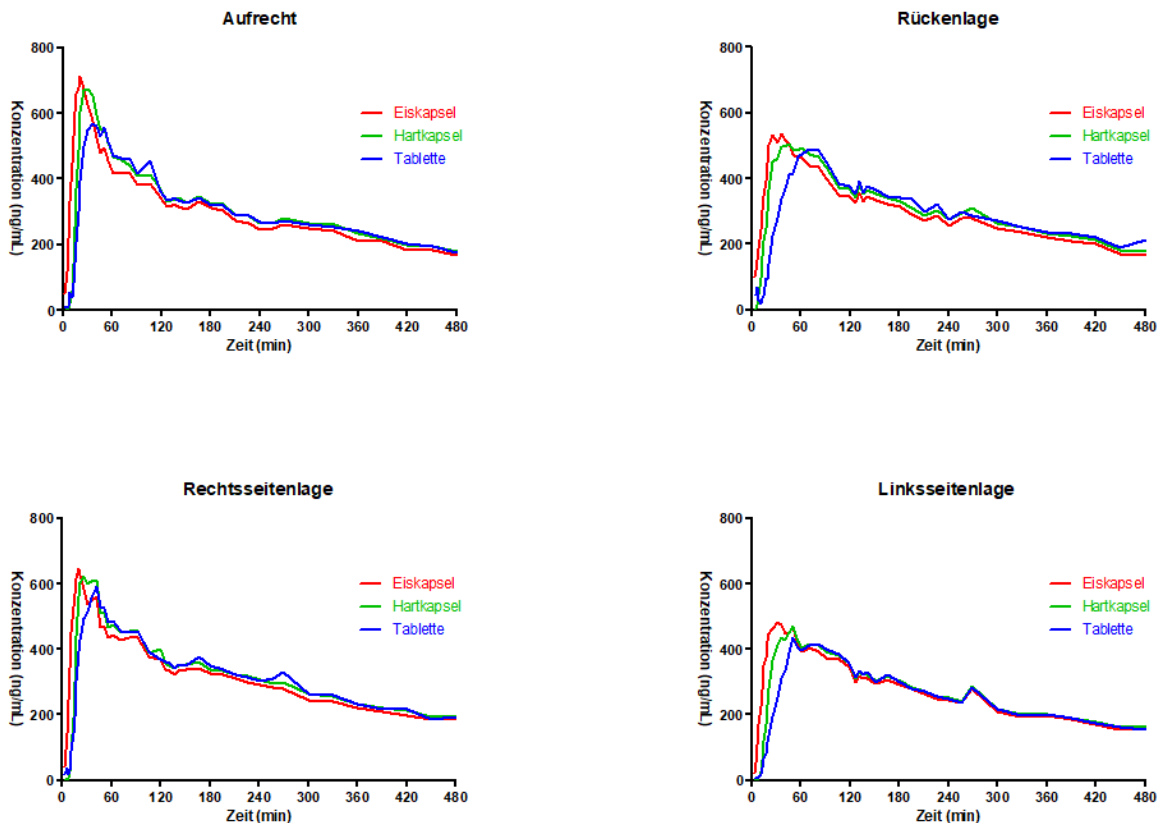 Aufrecht
800
600
400
200
0
Konzentration (ng/mL)
Eiskapsel
Hartkapsel
Tablette
0 60 120 180 240 300 360 420 480
Zeit (min)
Rückenlage
800
600
400
200
0
Konzentration (ng/mL)
Eiskapsel
Hartkapsel
Tablette
0 60 120 180 240 300 360 420 480
Zeit (min)
Rechtsseitenlage
800
600
400
200
0
Konzentration (ng/mL)
Eiskapsel
Hartkapsel
Tablette
0 60 120 180 240 300 360 420 480
Zeit (min)
Linksseitenlage
800
600
400
200
0
Konzentration (ng/mL)
Eiskapsel
Hartkapsel
Tablette
0 60 120 180 240 300 360 420 480
Zeit (min)